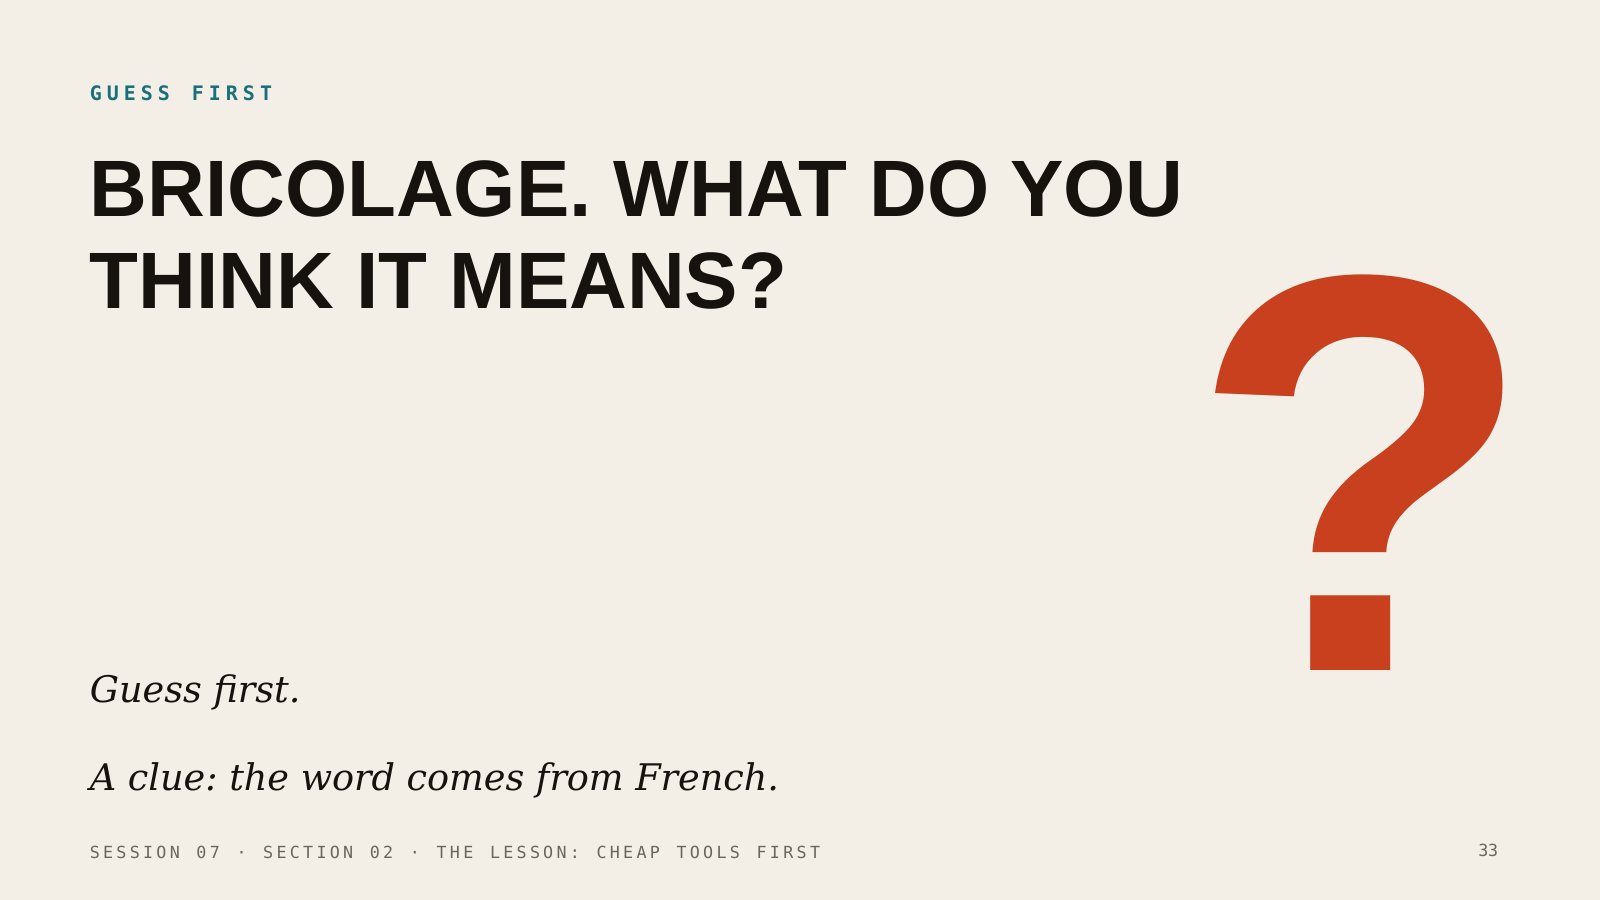 GUESS FIRST
BRICOLAGE. WHAT DO YOU
THINK IT MEANS?
?
Guess first.
A clue: the word comes from French.
SESSION 07 · SECTION 02 · THE LESSON: CHEAP TOOLS FIRST
33